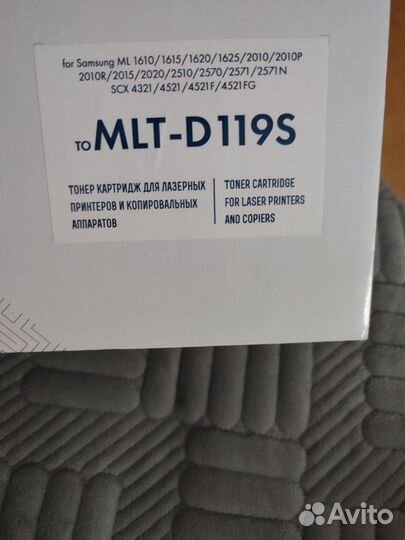 for Samsung ML 1610/1615/1620/1625/2010/2010P
2010R/2015/2020/2510/2570/2571/2571N
SCX 4321/4521/4521F/4521FG
TO MLT-D119S
ТОНЕР КАРТРИДЖ ДЛЯ ЛАЗЕРНЫХ
ПРИНТЕРОВ И КОПИРОВАЛЬНЫХ
АППАРАТОВ
TONER CARTRIDGE
FOR LASER PRINTERS
AND COPIERS
Avito